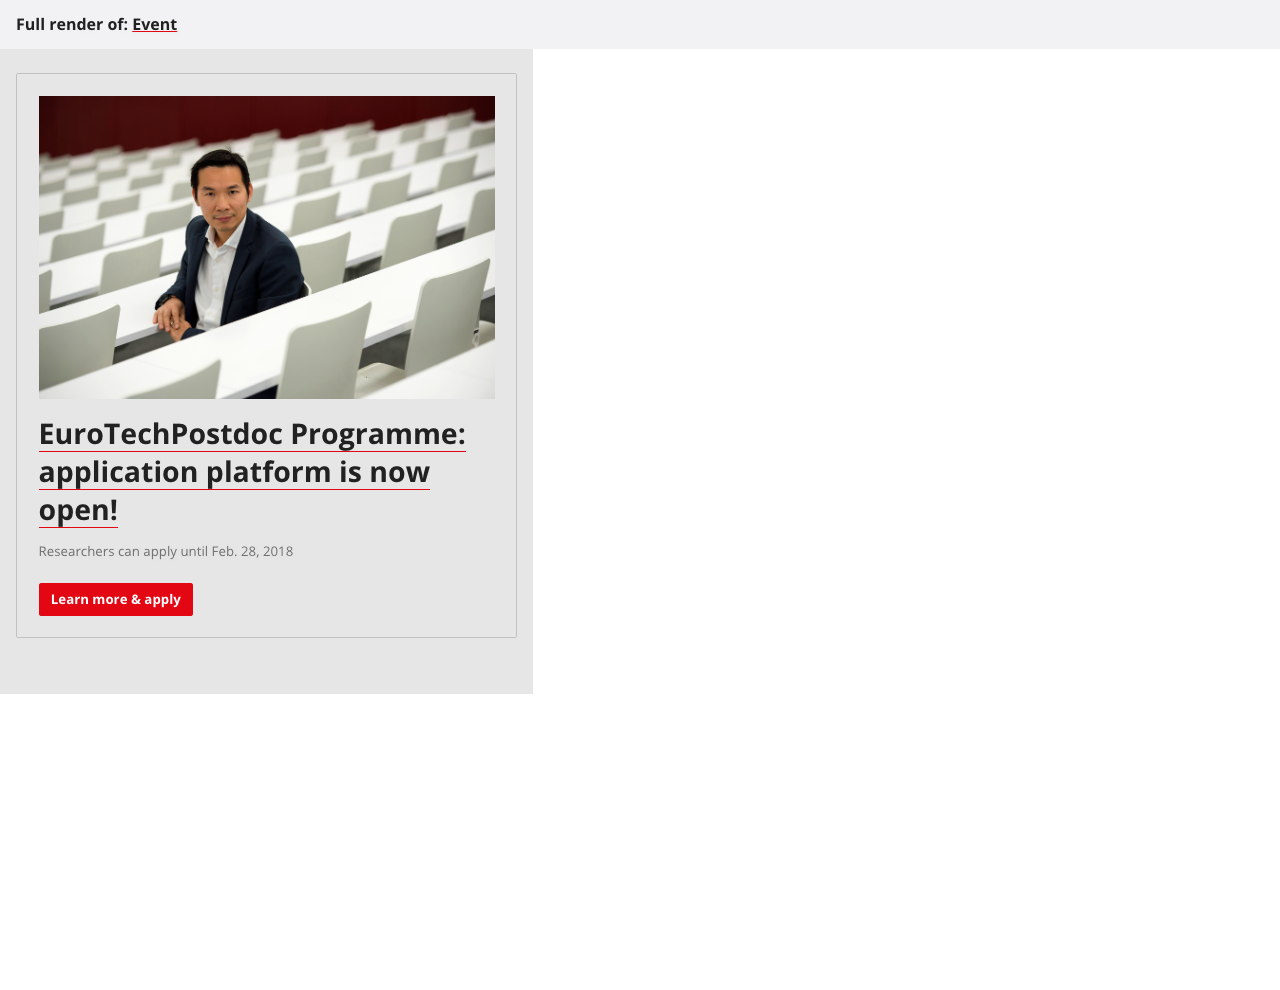 Full render of: Event
EuroTechPostdoc Programme:
application platform is now
open!
Researchers can apply until Feb. 28, 2018
Learn more & apply